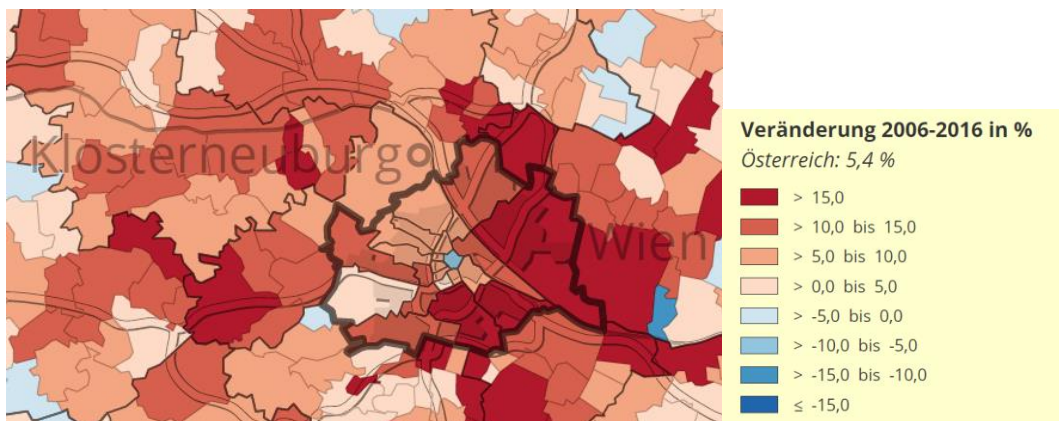 Klosterneuburg
Wien
Veränderung 2006-2016 in %
Österreich: 5,4 %
> 15,0
> 10,0 bis 15,0
> 5,0 bis 10,0
> 0,0 bis 5,0
> -5,0 bis 0,0
> -10,0 bis -5,0
> -15,0 bis -10,0
≤ -15,0